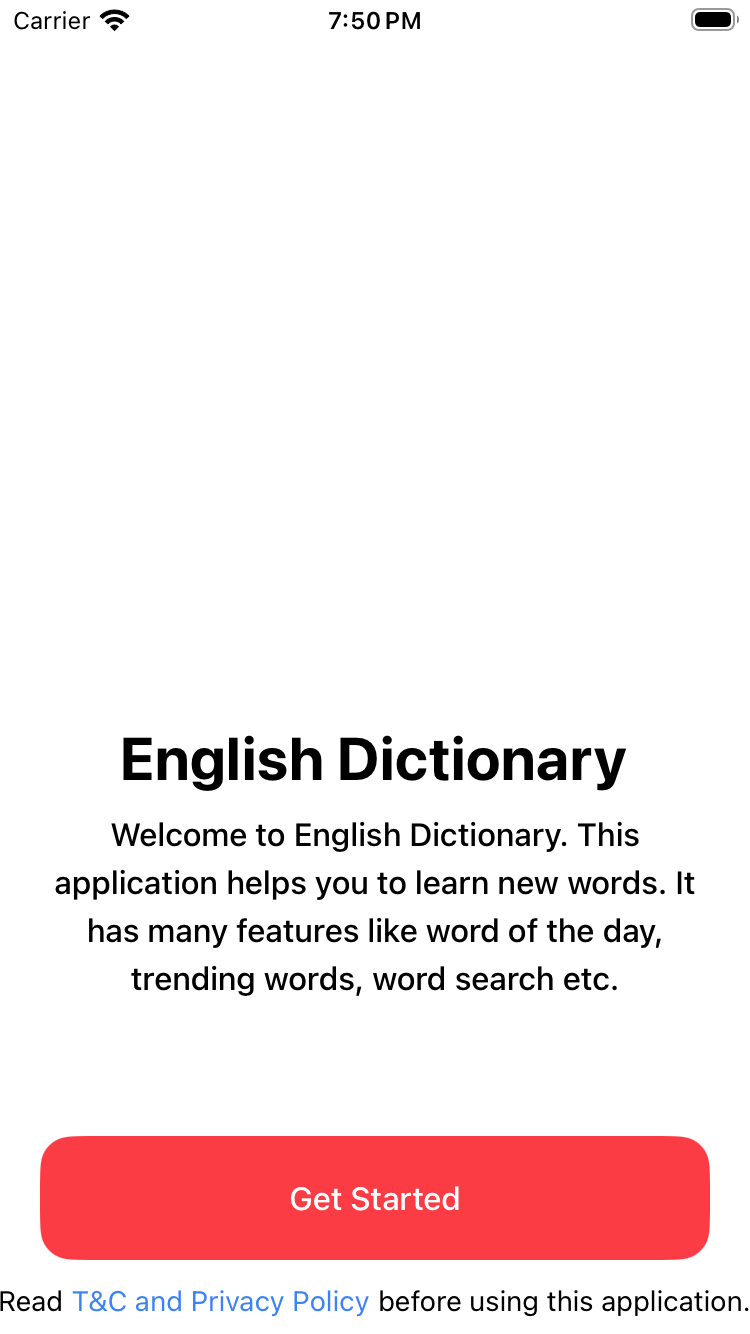 Carrier 7:50 PM
English Dictionary
Welcome to English Dictionary. This
application helps you to learn new words. It
has many features like word of the day,
trending words, word search etc.
Get Started
Read T&C and Privacy Policy before using this application.